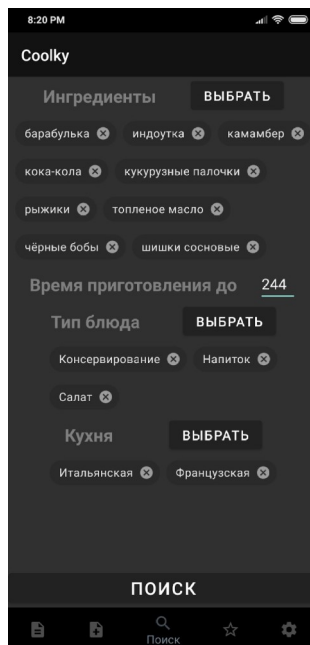 8:20 PM
Coolky
Ингредиенты ВЫБРАТЬ
барабулька индоутка камамбер
кока-кола кукурузные палочки
рыжики топленое масло
чёрные бобы шишки сосновые
Время приготовления до 244
Тип блюда ВЫБРАТЬ
Консервирование Напиток
Салат
Кухня ВЫБРАТЬ
Итальянская Французская
ПОИСК
Поиск